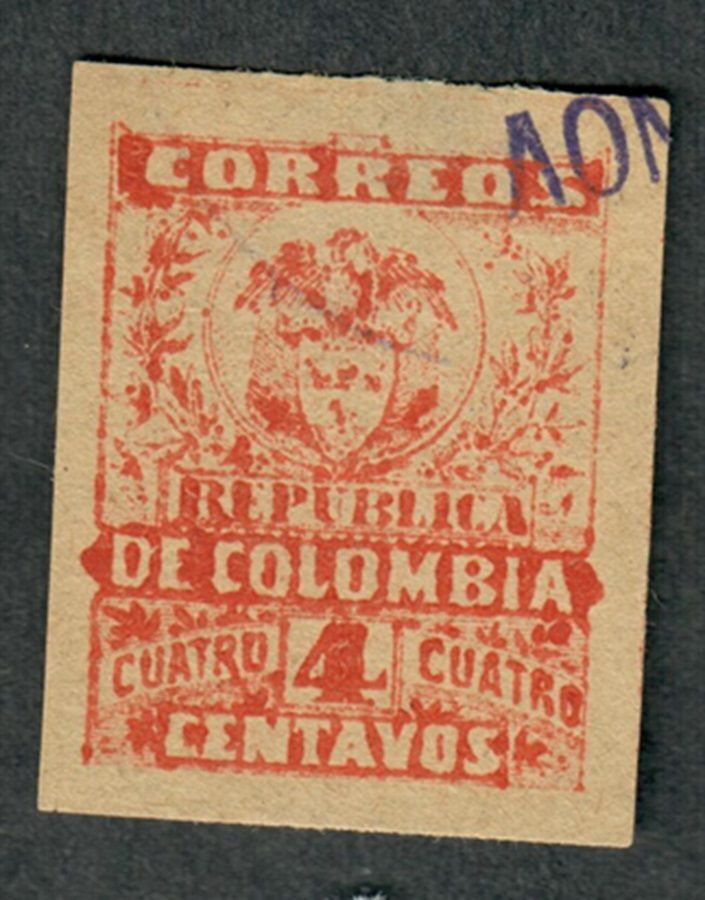 CORREOS
REPUBLICA
DE COLOMBIA
CUATRO 4 CUATRO
CENTAVOS